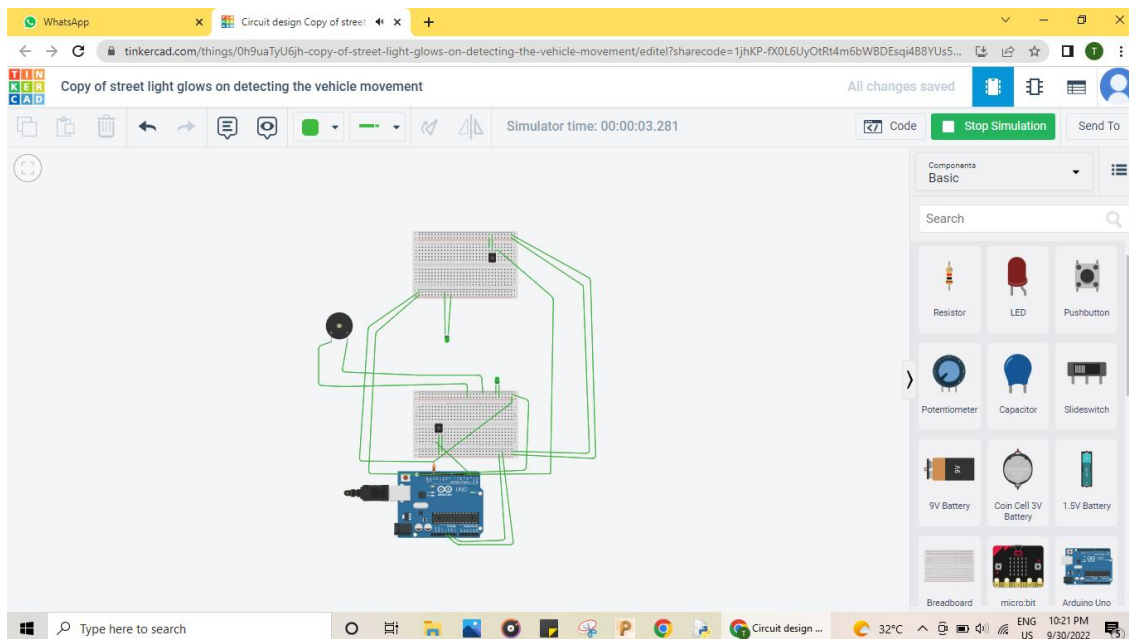 WhatsApp
Circuit design Copy of street
tinkercad.com/things/0h9uaTyU6jh-copy-of-street-light-glows-on-detecting-the-vehicle-movement/editel?sharecode=1jhKP-fX0L6UyOtRt4m6bWBDEsqi4B8YUs5...
T
TIN
KER
CAD
Copy of street light glows on detecting the vehicle movement
All changes saved
Simulator time: 00:00:03.281
Code
Stop Simulation
Send To
Components
Basic
Search
Resistor
LED
Pushbutton
Potentiometer
Capacitor
Slideswitch
9V Battery
Coin Cell 3V
Battery
1.5V Battery
Breadboard
micro:bit
Arduino Uno
UNO
Type here to search
Circuit design ...
32°C
ENG
US
10:21 PM
9/30/2022